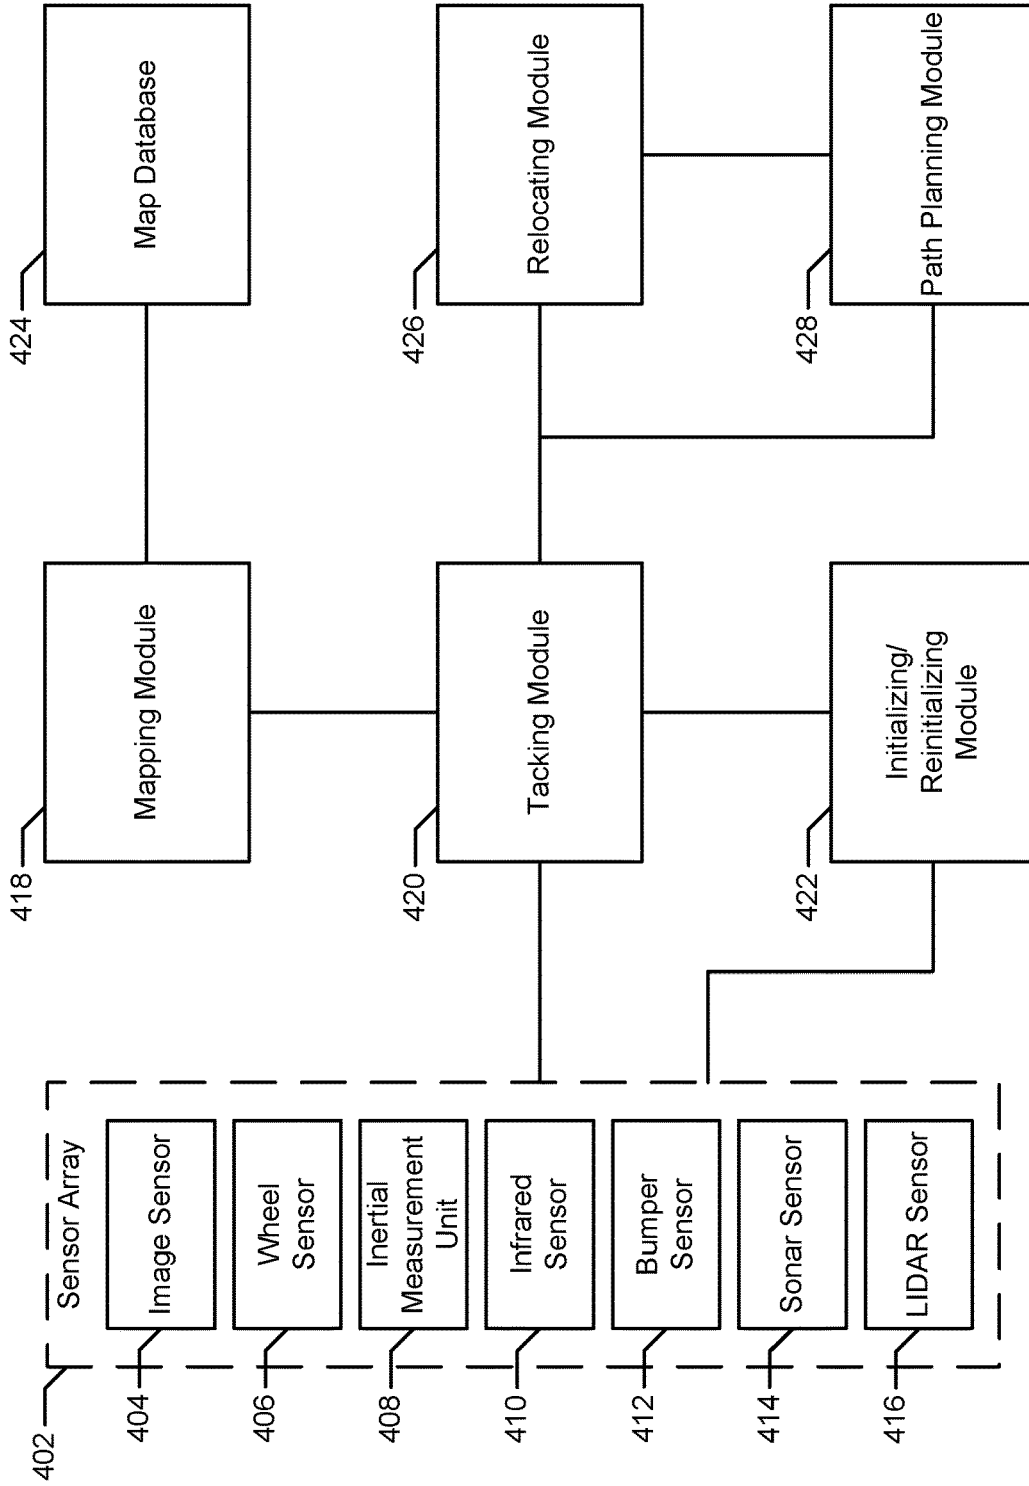 402
Sensor Array
404
Image Sensor
406
Wheel
Sensor
408
Inertial
Measurement
Unit
410
Infrared
Sensor
412
Bumper
Sensor
414
Sonar Sensor
416
LIDAR Sensor
418
Mapping Module
420
Tacking Module
422
Initializing/
Reinitializing
Module
424
Map Database
426
Relocating Module
428
Path Planning Module